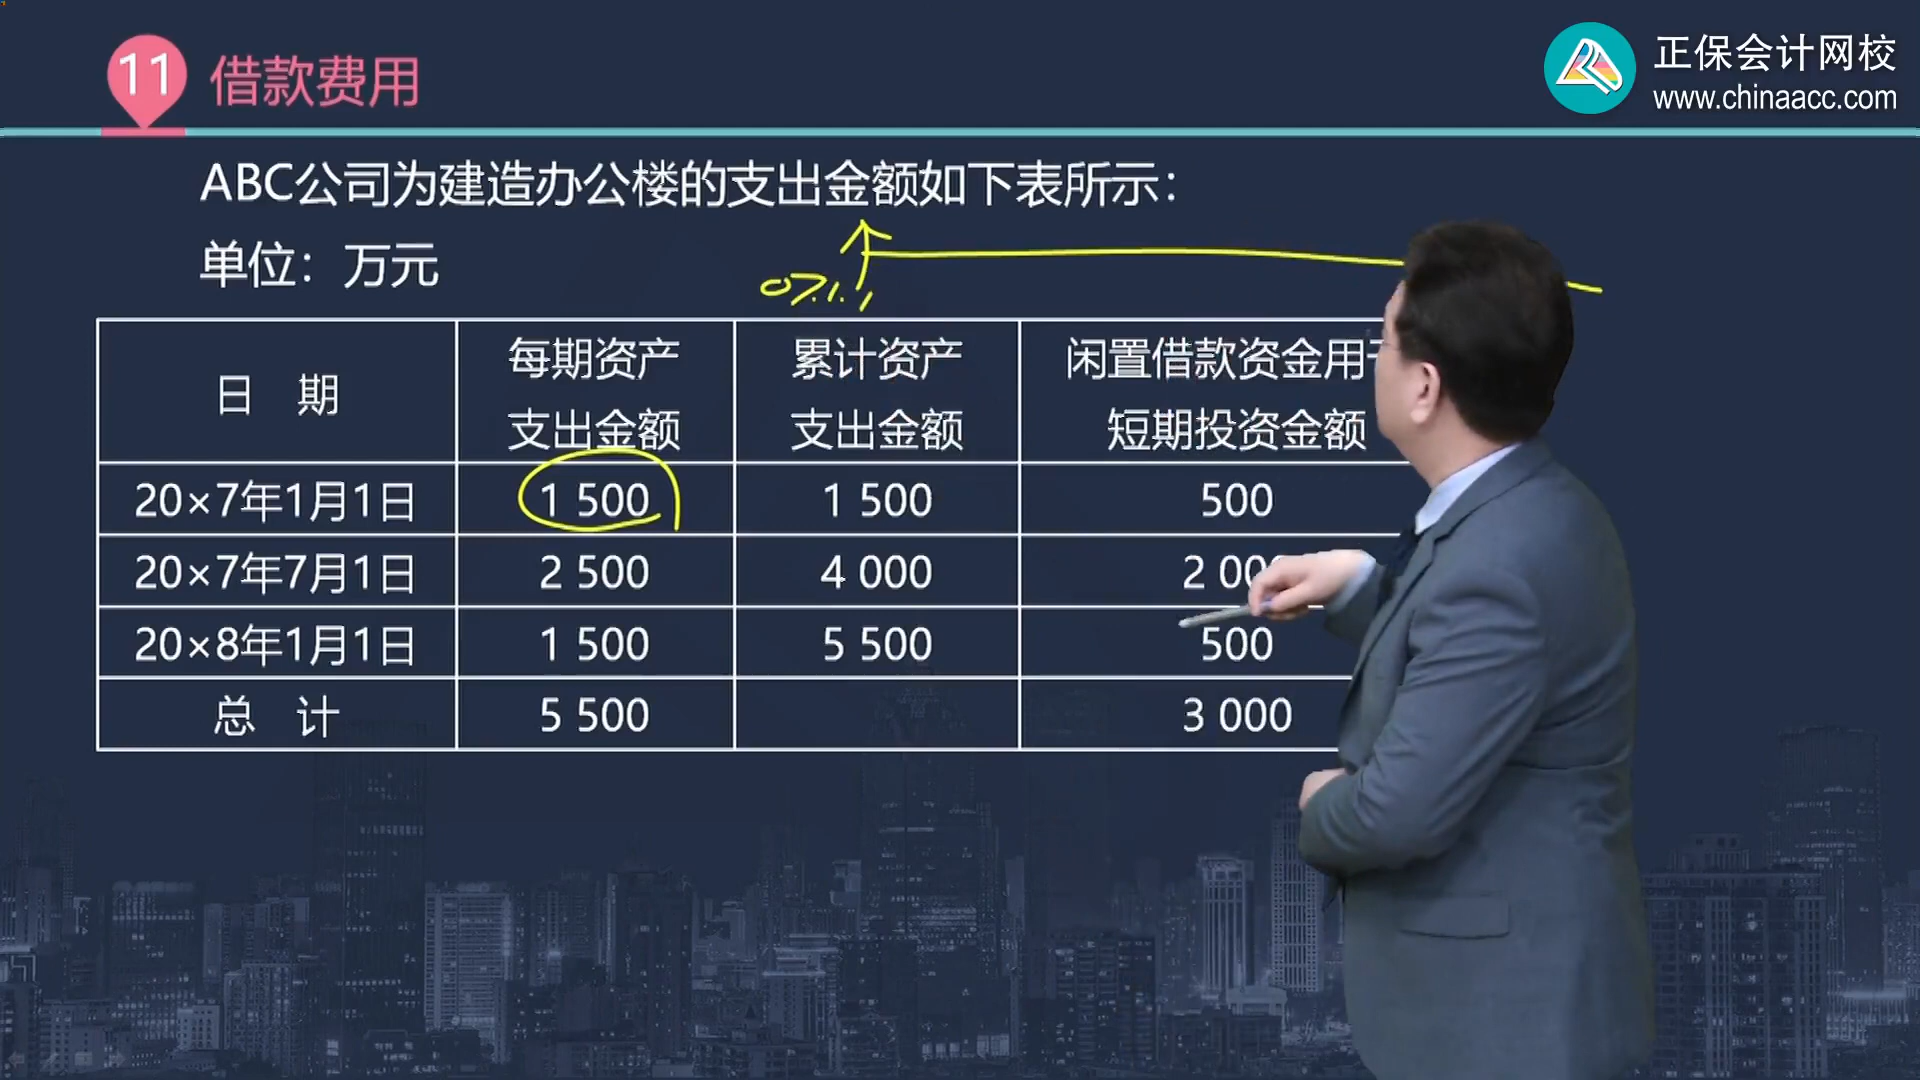 11 借款费用
正保会计网校
www.chinaacc.com
ABC公司为建造办公楼的支出金额如下表所示：
单位：万元
07.1.1
日 期 每期资产支出金额 累计资产支出金额 闲置借款资金用于短期投资金额
20×7年1月1日 1 500 1 500 500
20×7年7月1日 2 500 4 000 2 000
20×8年1月1日 1 500 5 500 500
总 计 5 500 3 000